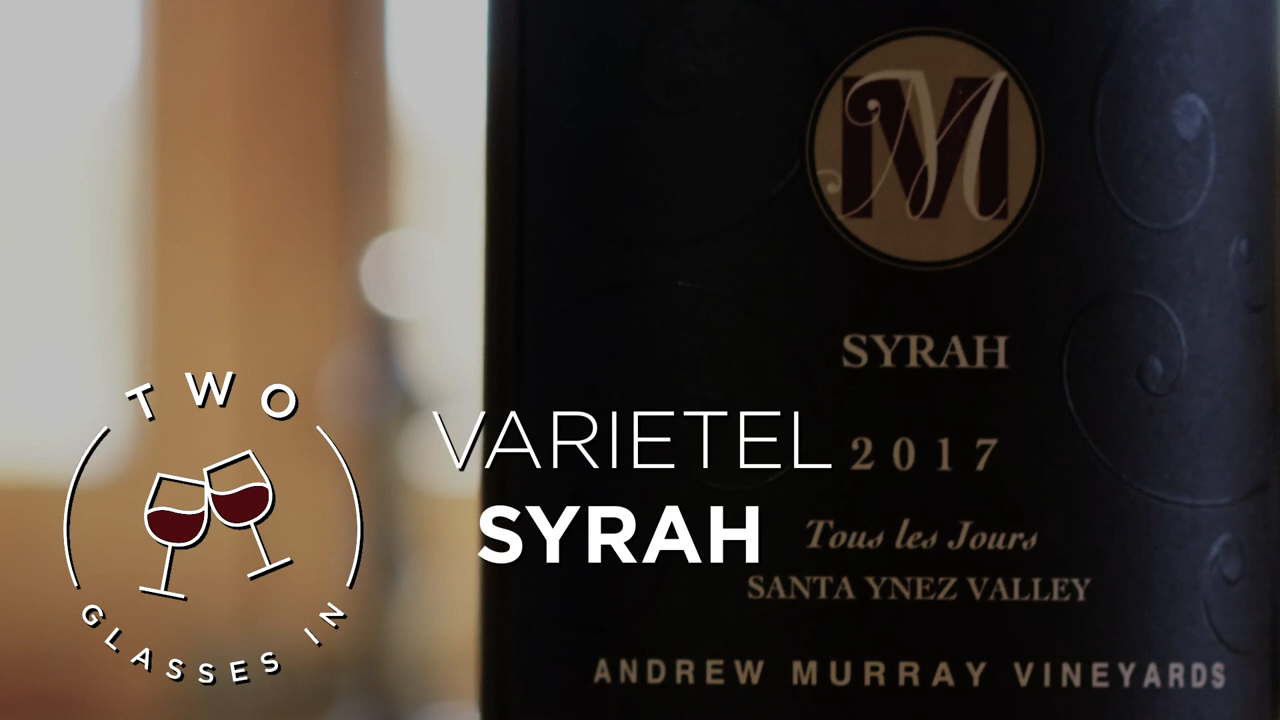 TWO
GLASSES IN
VARIETEL
SYRAH
M
SYRAH
2017
Tous les Jours
SANTA YNEZ VALLEY
ANDREW MURRAY VINEYARDS